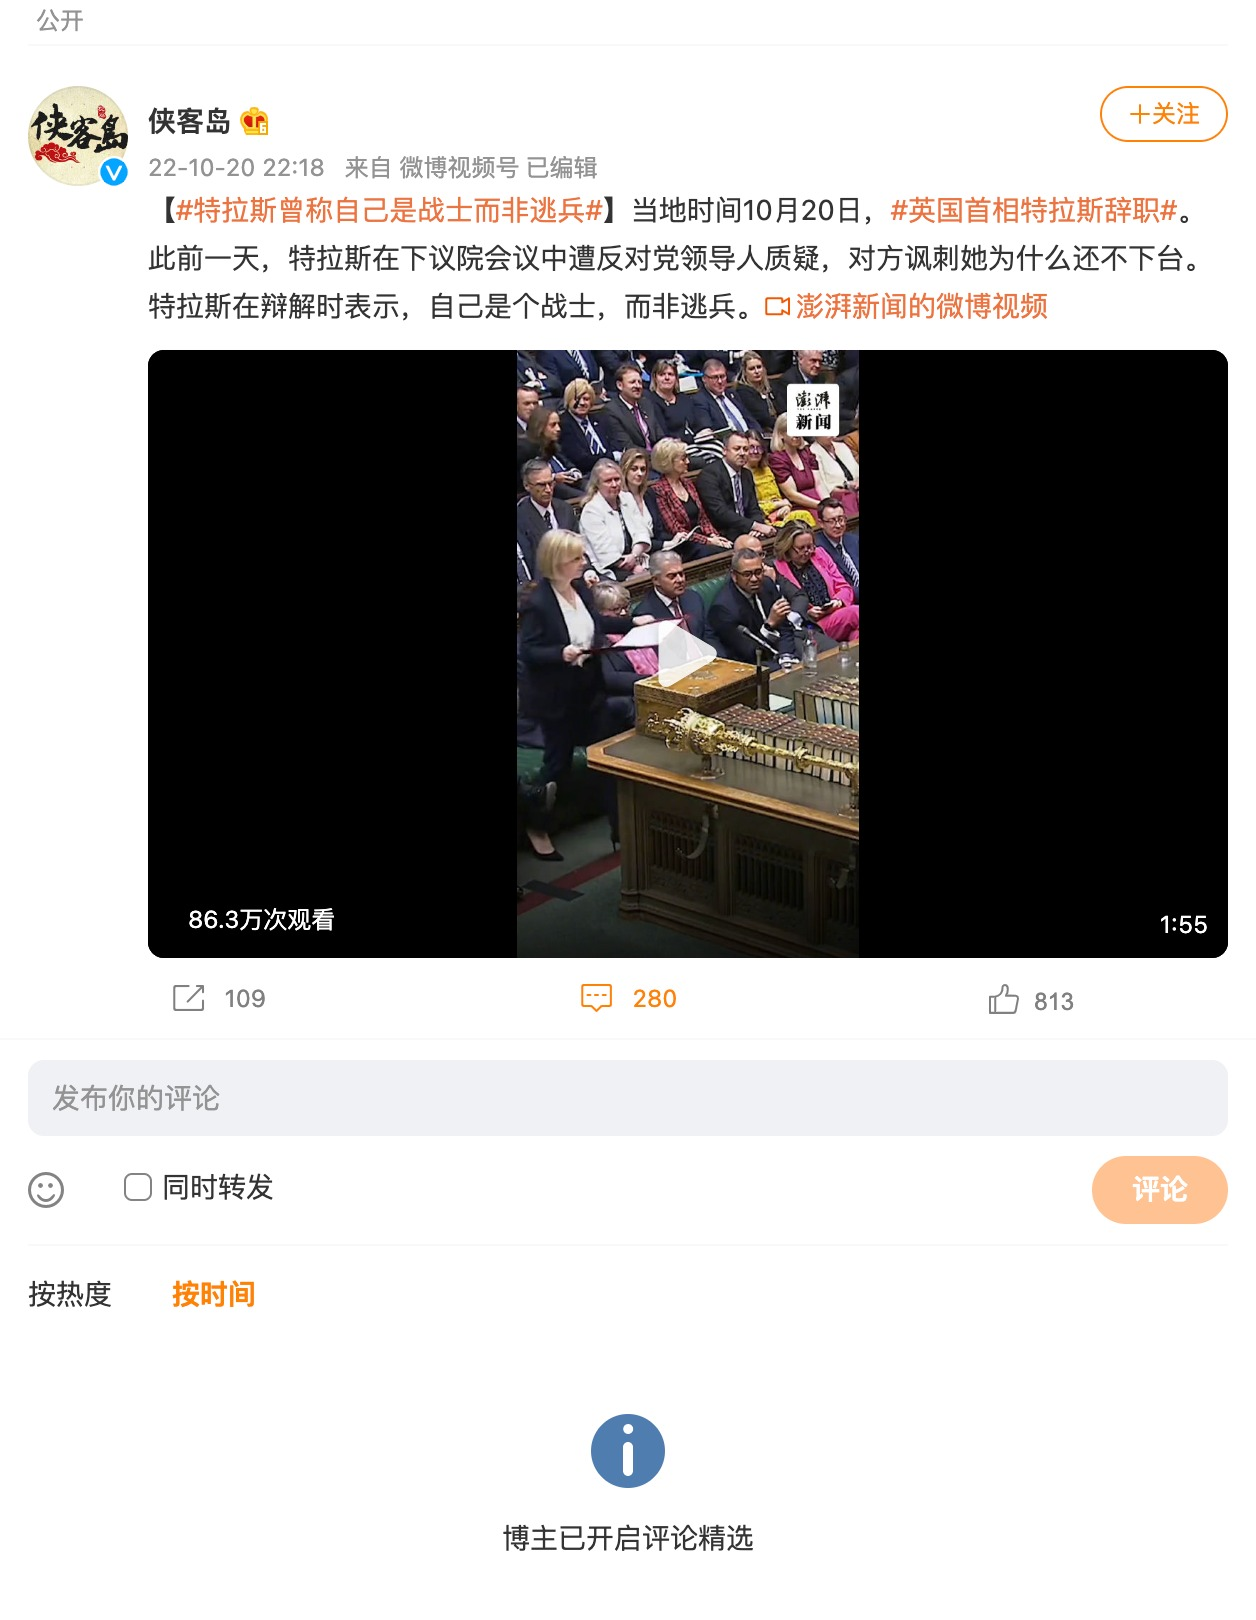 公开
侠客岛
侠客岛
+关注
22-10-20 22:18 来自 微博视频号 已编辑
【#特拉斯曾称自己是战士而非逃兵#】当地时间10月20日，#英国首相特拉斯辞职#。
此前一天，特拉斯在下议院会议中遭反对党领导人质疑，对方讽刺她为什么还不下台。
特拉斯在辩解时表示，自己是个战士，而非逃兵。澎湃新闻的微博视频
澎湃
新闻
86.3万次观看
1:55
109
280
813
发布你的评论
同时转发
评论
按热度
按时间
博主已开启评论精选